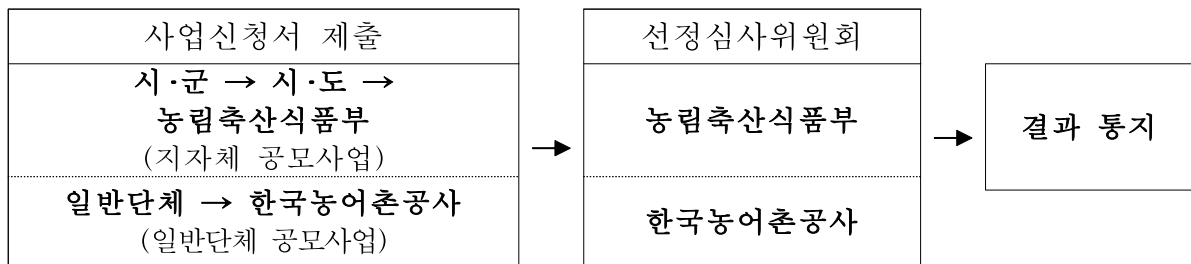 사업신청서 제출
시·군 → 시·도 →
농림축산식품부
(지자체 공모사업)
일반단체 → 한국농어촌공사
(일반단체 공모사업)
선정심사위원회
농림축산식품부
한국농어촌공사
결과 통지